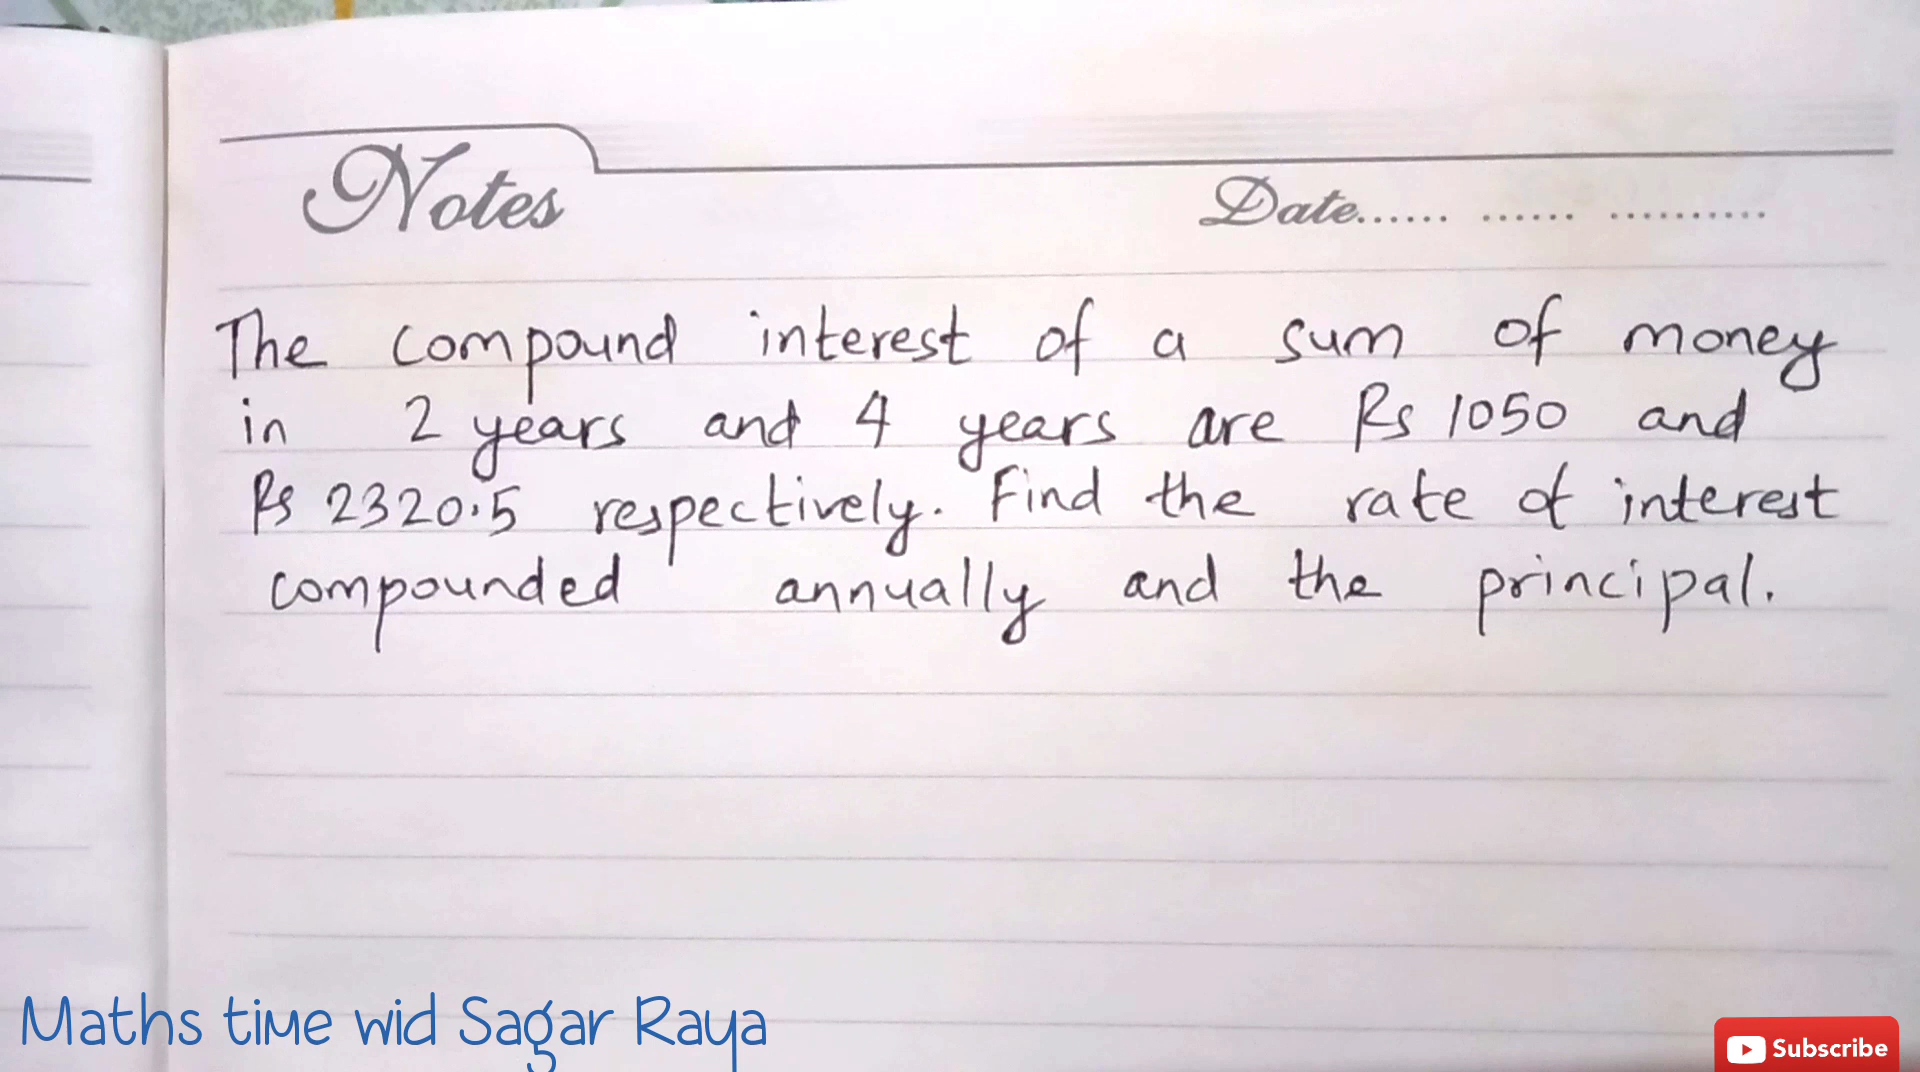 Notes
Date...... ...... ..........
The compound interest of a sum of money
in 2 years and 4 years are Rs 1050 and
Rs 2320.5 respectively. Find the rate of interest
compounded annually and the principal.
Maths time wid Sagar Raya
Subscribe